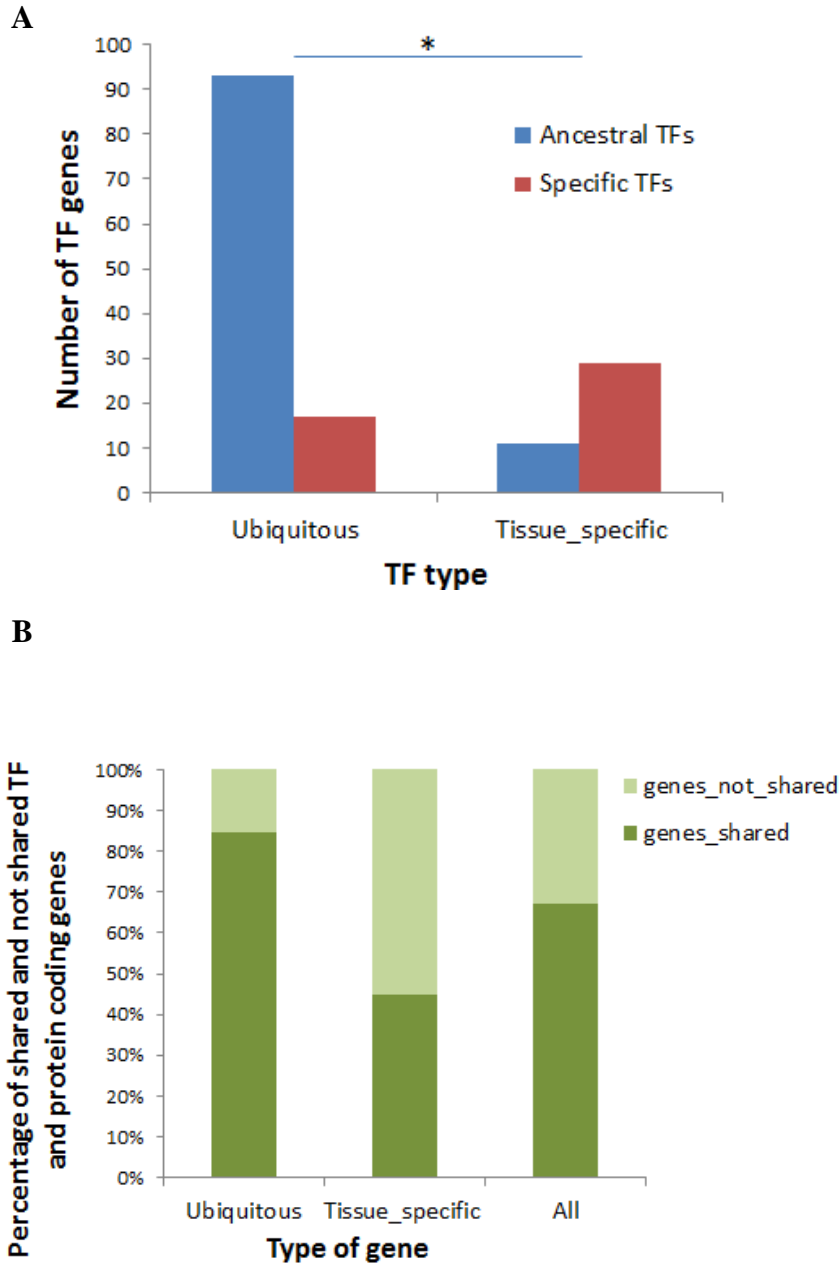 A
*
100
90
80
70
60
50
40
30
20
10
0
Number of TF genes
Ancestral TFs
Specific TFs
Ubiquitous
Tissue_specific
TF type
B
Percentage of shared and not shared TF
and protein coding genes
100%
90%
80%
70%
60%
50%
40%
30%
20%
10%
0%
genes_not_shared
genes_shared
Ubiquitous
Tissue_specific
All
Type of gene